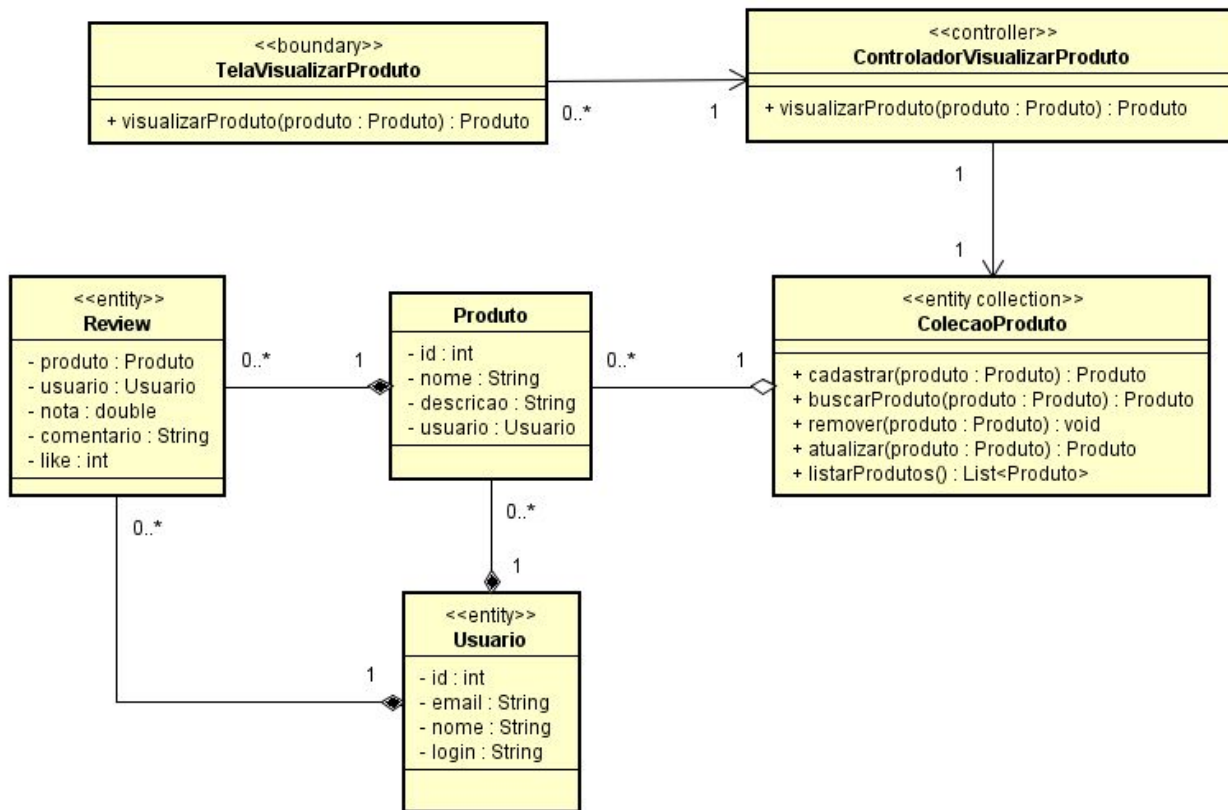 <<boundary>>
TelaVisualizarProduto
+ visualizarProduto(produto : Produto) : Produto
0..*
1
<<controller>>
ControladorVisualizarProduto
+ visualizarProduto(produto : Produto) : Produto
1
1
<<entity>>
Review
- produto : Produto
- usuario : Usuario
- nota : double
- comentario : String
- like : int
0..*
1
Produto
- id : int
- nome : String
- descricao : String
- usuario : Usuario
0..*
1
<<entity collection>>
ColecaoProduto
+ cadastrar(produto : Produto) : Produto
+ buscarProduto(produto : Produto) : Produto
+ remover(produto : Produto) : void
+ atualizar(produto : Produto) : Produto
+ listarProdutos() : List<Produto>
0..*
0..*
1
1
<<entity>>
Usuario
- id : int
- email : String
- nome : String
- login : String